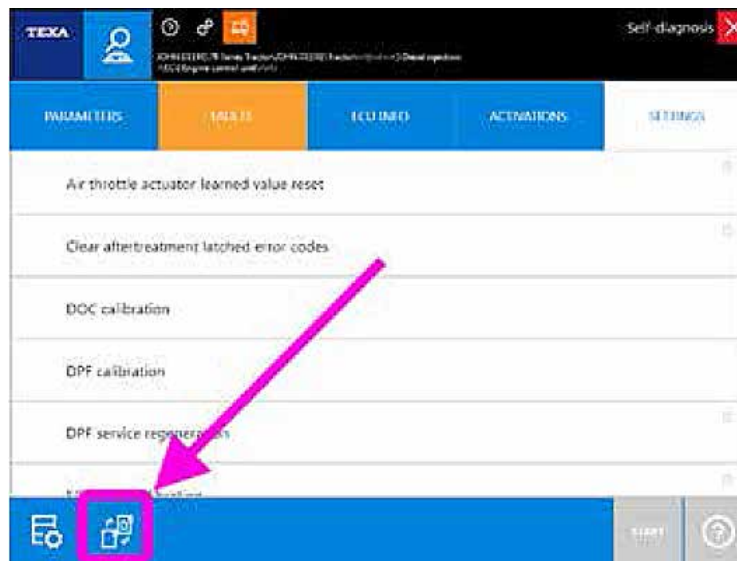 TEXA
Self-diagnosis
PARAMETERS
FAULTS
ECU INFO
ACTIVATIONS
SETTINGS
Air throttle actuator learned value reset
Clear aftertreatment latched error codes
DOC calibration
DPF calibration
DPF service regeneration
START